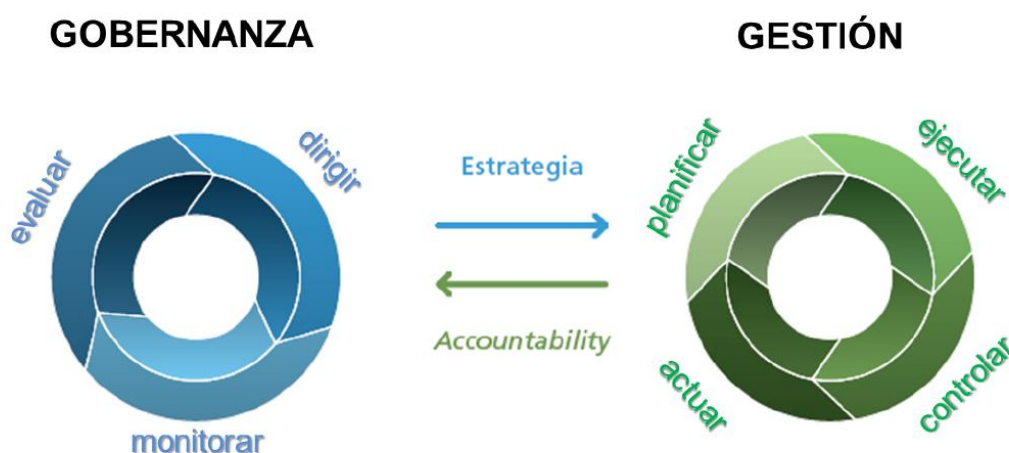 GOBERNANZA
GESTIÓN
evaluar
dirigir
monitorar
Estrategia
Accountability
planificar
ejecutar
actuar
controlar